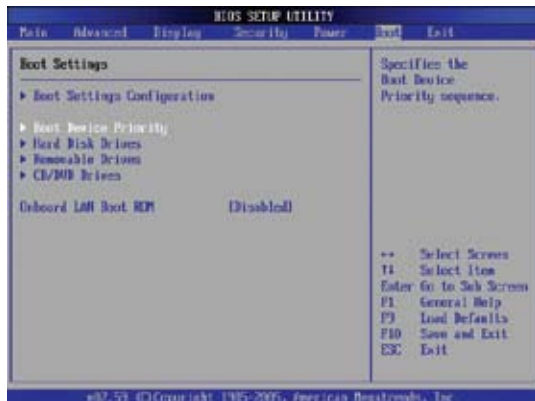 BIOS SETUP UTILITY
Main Advanced Display Security Power Boot Exit
Boot Settings
Boot Settings Configuration
Boot Device Priority
Hard Disk Drives
Removable Drives
CD/DVD Drives
Onboard LAN Boot ROM [Disabled]
Specifies the
Boot Device
Priority sequence.
↔ Select Screen
↑↓ Select Item
Enter Go to Sub Screen
F1 General Help
F9 Load Defaults
F10 Save and Exit
ESC Exit
v02.59 (C)Copyright 1985-2005, American Megatrends, Inc